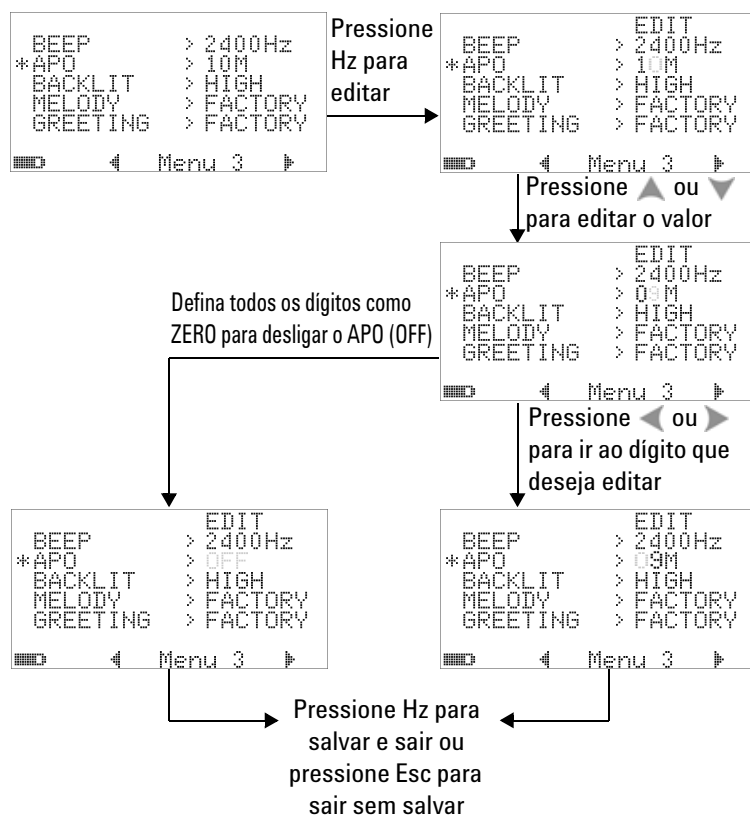 BEEP > 2400Hz
*APO > 10M
BACKLIT > HIGH
MELODY > FACTORY
GREETING > FACTORY
Menu 3
Pressione
Hz para
editar
EDIT
BEEP > 2400Hz
*APO > 10M
BACKLIT > HIGH
MELODY > FACTORY
GREETING > FACTORY
Menu 3
Pressione ▲ ou ▼
para editar o valor
EDIT
BEEP > 2400Hz
*APO > 09M
BACKLIT > HIGH
MELODY > FACTORY
GREETING > FACTORY
Menu 3
Defina todos os dígitos como
ZERO para desligar o APO (OFF)
Pressione ◀ ou ▶
para ir ao dígito que
deseja editar
EDIT
BEEP > 2400Hz
*APO > OFF
BACKLIT > HIGH
MELODY > FACTORY
GREETING > FACTORY
Menu 3
EDIT
BEEP > 2400Hz
*APO > 09M
BACKLIT > HIGH
MELODY > FACTORY
GREETING > FACTORY
Menu 3
Pressione Hz para
salvar e sair ou
pressione Esc para
sair sem salvar